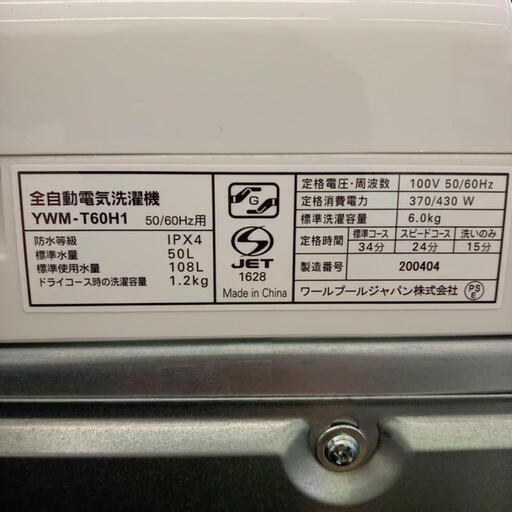 全自動電気洗濯機
YWM-T60H1 50/60Hz用
防水等級 IPX4
標準水量 50L
標準使用水量 108L
ドライコース時の洗濯容量 1.2kg
G
S
JET
1628
Made in China
定格電圧・周波数 100V 50/60Hz
定格消費電力 370/430 W
標準洗濯容量 6.0kg
定格時間 標準コース スピードコース 洗いのみ
34分 24分 15分
製造番号 200404
ワールプールジャパン株式会社 PSE